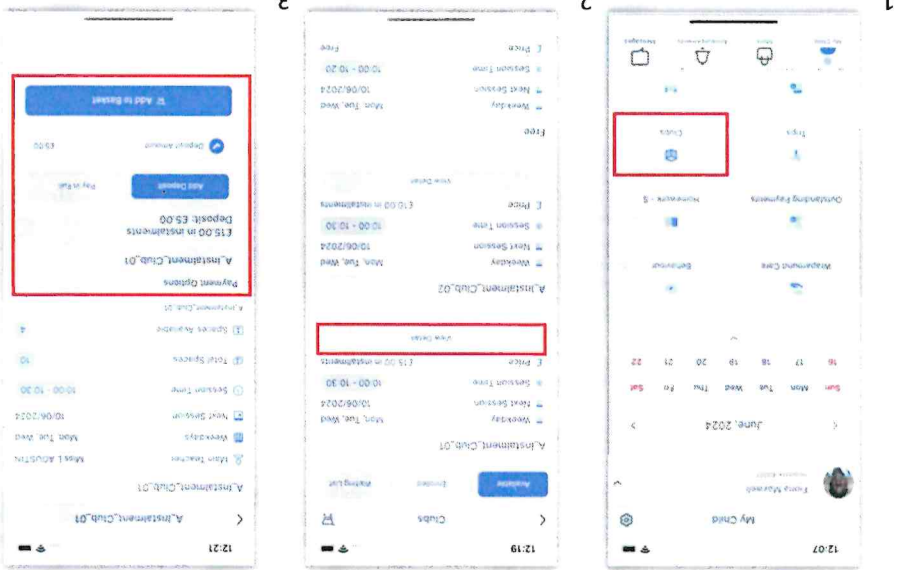 12:07
My Child
Fiona Maxwell
June, 2024
Sun Mon Tue Wed Thu Fri Sat
16 17 18 19 20 21 22
Wraparound Care
Behaviour
Outstanding Payments
Homework - S
Trips
Clubs
My Child
Messages
1
12:19
Clubs
Available
Enrolled
Waiting List
A_Instalment_Club_01
Weekday Mon, Tue, Wed
Next Session 10/06/2024
Session Time 10:00 - 10:30
£ Price £15.00 in instalments
View Detail
A_Instalment_Club_02
Weekday Mon, Tue, Wed
Next Session 10/06/2024
Session Time 10:00 - 10:30
£ Price £10.00 in instalments
View Detail
Free
Weekday Mon, Tue, Wed
Next Session 10/06/2024
Session Time 10:00 - 10:20
£ Price Free
2
12:21
A_Instalment_Club_01
A_Instalment_Club_01
Main Teacher Miss L AGUSTIN
Weekdays Mon, Tue, Wed
Next Session 10/06/2024
Session Time 10:00 - 10:30
Total Spaces 10
Spaces Available 4
A_Instalment_Club_01
Payment Options
A_Instalment_Club_01
£15.00 in instalments
Deposit: £5.00
Add Deposit
Pay in Full
Deposit Amount £5.00
Add to Basket
3